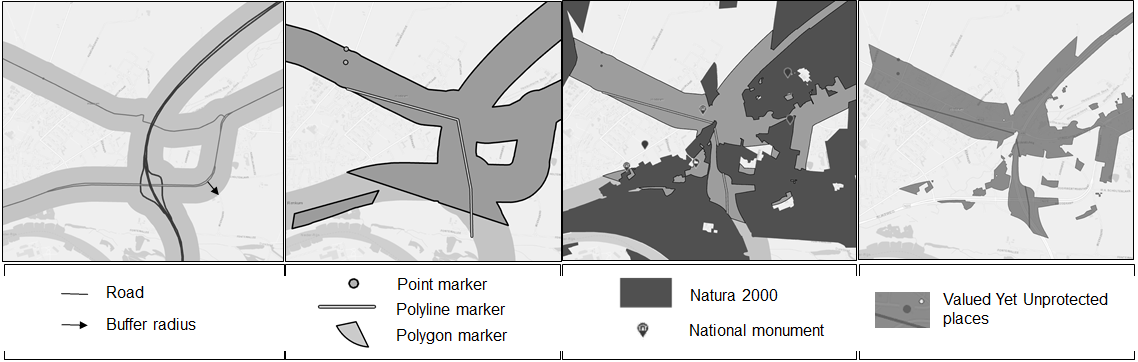 Road
Buffer radius
Point marker
Polyline marker
Polygon marker
Natura 2000
National monument
Valued Yet Unprotected
places